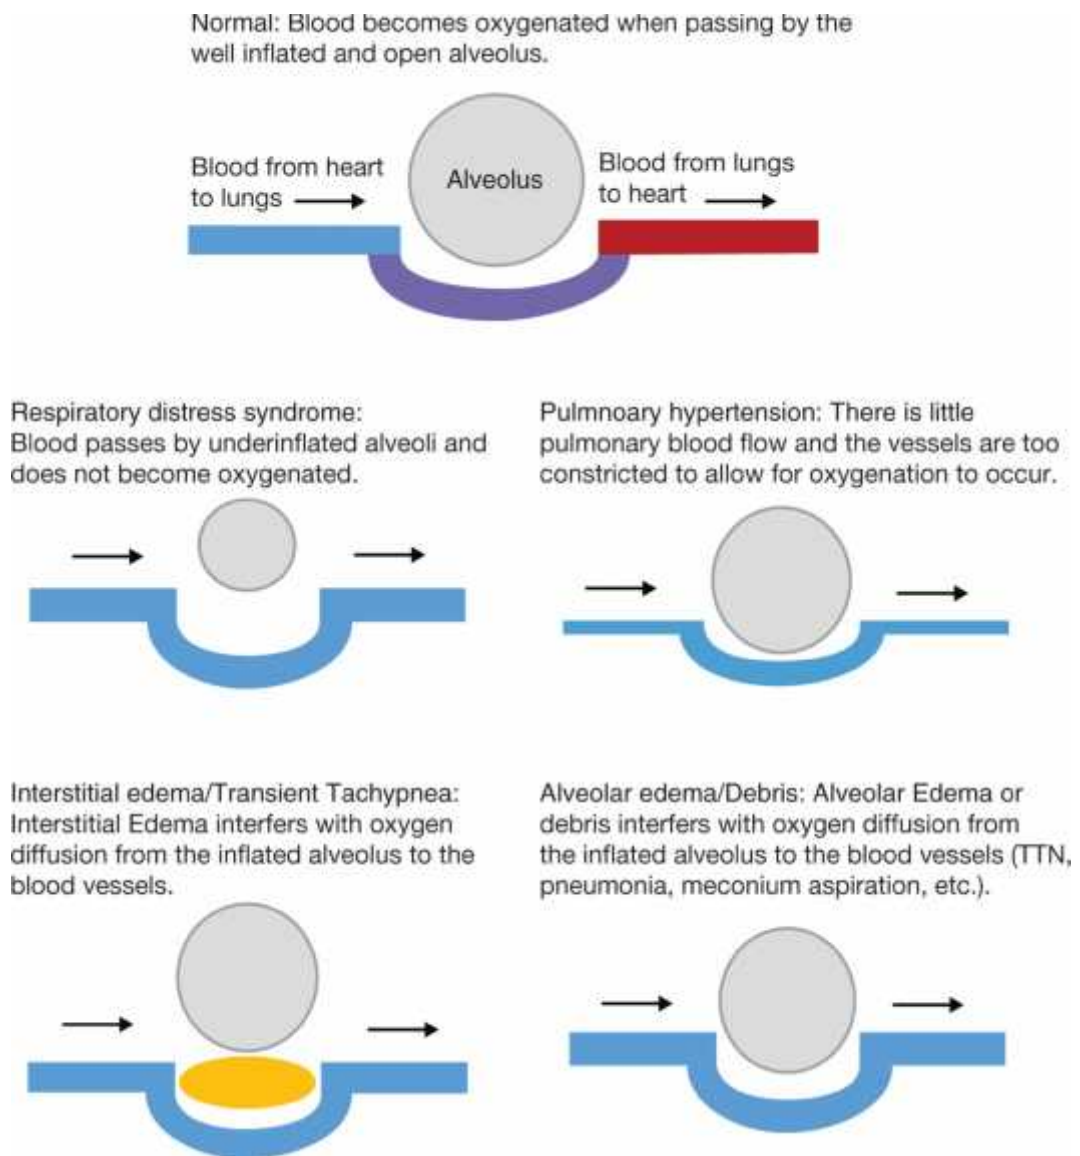 Normal: Blood becomes oxygenated when passing by the
well inflated and open alveolus.
Blood from heart
to lungs
Alveolus
Blood from lungs
to heart
Respiratory distress syndrome:
Blood passes by underinflated alveoli and
does not become oxygenated.
Pulmnoary hypertension: There is little
pulmonary blood flow and the vessels are too
constricted to allow for oxygenation to occur.
Interstitial edema/Transient Tachypnea:
Interstitial Edema interfers with oxygen
diffusion from the inflated alveolus to the
blood vessels.
Alveolar edema/Debris: Alveolar Edema or
debris interfers with oxygen diffusion from
the inflated alveolus to the blood vessels (TTN,
pneumonia, meconium aspiration, etc.).